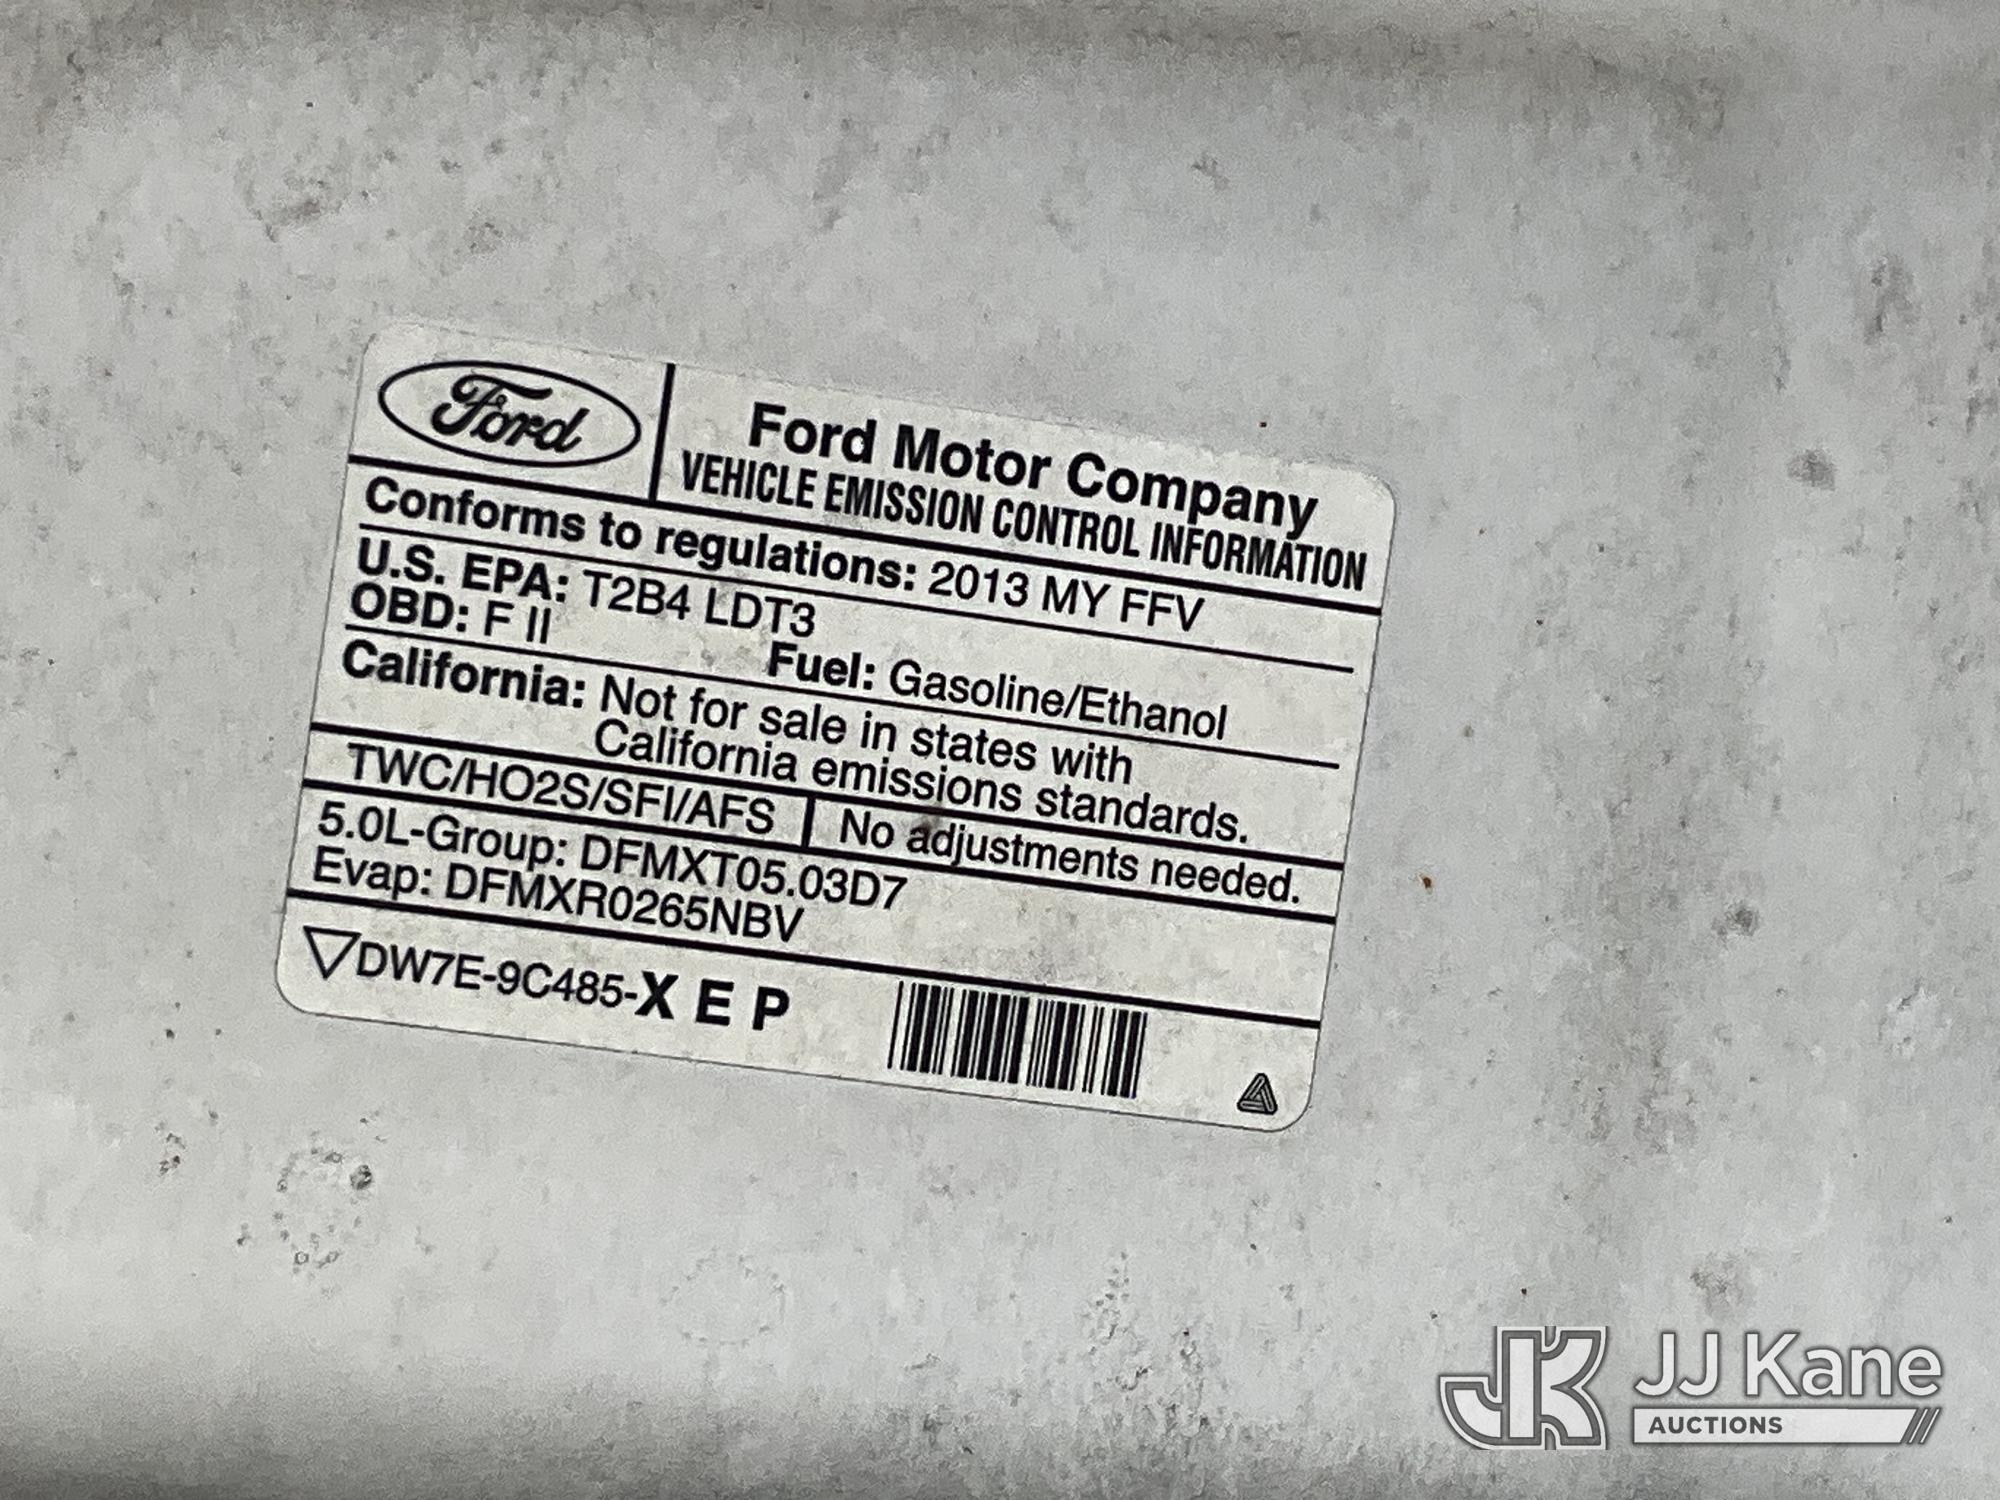 Ford
Ford Motor Company
VEHICLE EMISSION CONTROL INFORMATION
Conforms to regulations: 2013 MY FFV
U.S. EPA: T2B4 LDT3
OBD: F II Fuel: Gasoline/Ethanol
California: Not for sale in states with
California emissions standards.
TWC/HO2S/SFI/AFS No adjustments needed.
5.0L-Group: DFMXT05.03D7
Evap: DFMXR0265NBV
DW7E-9C485-X E P
JK JJ Kane
AUCTIONS